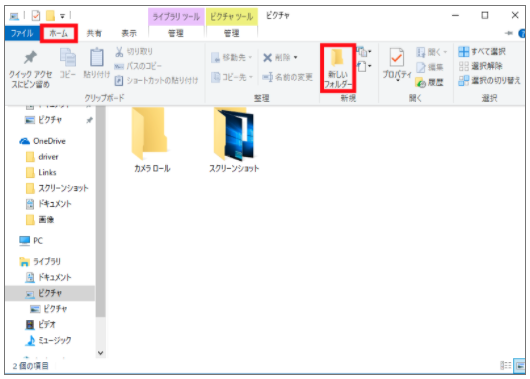 ライブラリ ツール ピクチャ ツール ピクチャ
ファイル ホーム 共有 表示 管理 管理
クイック アクセスにピン留め
コピー
貼り付け
切り取り
パスのコピー
ショートカットの貼り付け
クリップボード
移動先
コピー先
削除
名前の変更
整理
新しい
フォルダー
新規
プロパティ
開く
編集
履歴
開く
すべて選択
選択解除
選択の切り替え
選択
ピクチャ
OneDrive
driver
Links
スクリーンショット
ドキュメント
画像
PC
ライブラリ
ドキュメント
ピクチャ
ピクチャ
ビデオ
ミュージック
カメラ ロール
スクリーンショット
2 個の項目